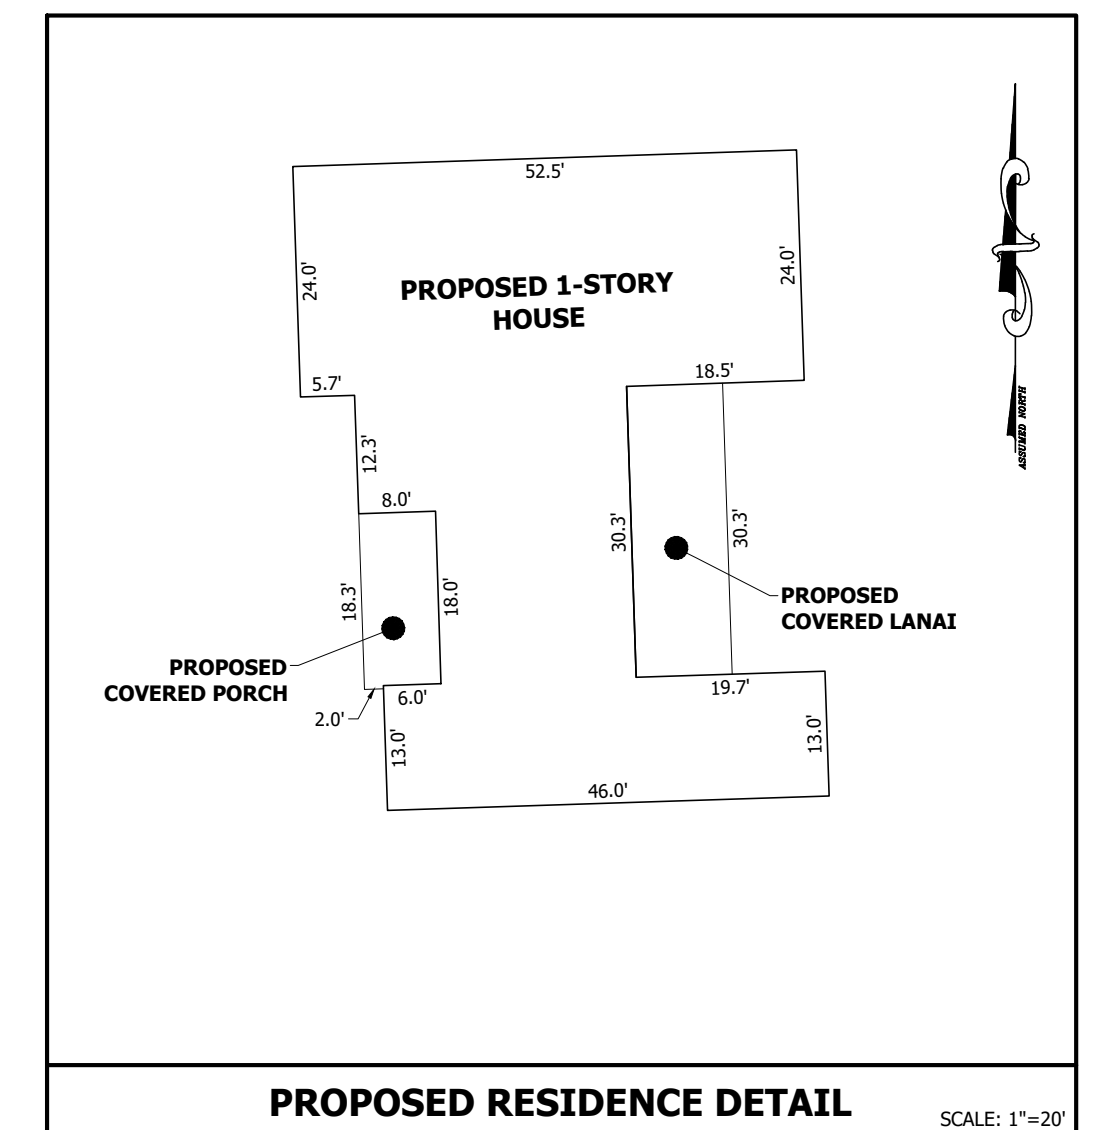 52.5'
24.0'
24.0'
PROPOSED 1-STORY
HOUSE
5.7'
18.5'
12.3'
8.0'
30.3'
30.3'
18.3'
18.0'
PROPOSED
COVERED LANAI
PROPOSED
COVERED PORCH
6.0'
19.7'
2.0'
13.0'
13.0'
46.0'
ASSUMED NORTH
PROPOSED RESIDENCE DETAIL
SCALE: 1"=20'